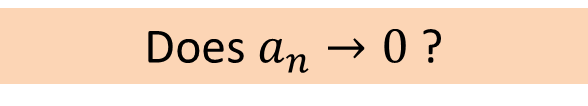 Does aₙ → 0 ?